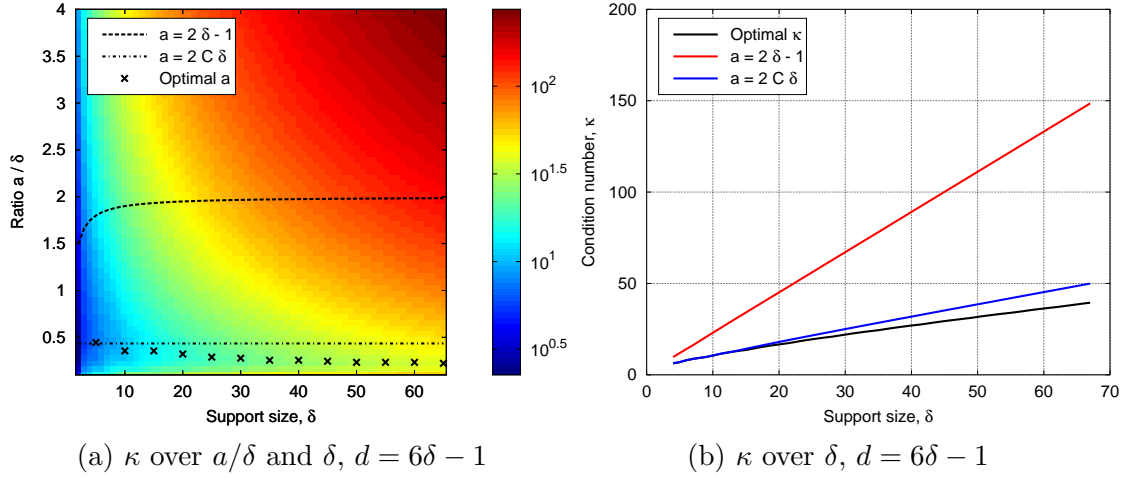 4
3.5
3
2.5
2
1.5
1
0.5
Ratio a / δ
a = 2 δ - 1
a = 2 C δ
Optimal a
10 20 30 40 50 60
Support size, δ
10^2
10^1.5
10^1
10^0.5
(a) κ over a/δ and δ, d = 6δ − 1
200
150
100
50
0
Condition number, κ
Optimal κ
a = 2 δ - 1
a = 2 C δ
0 10 20 30 40 50 60 70
Support size, δ
(b) κ over δ, d = 6δ − 1